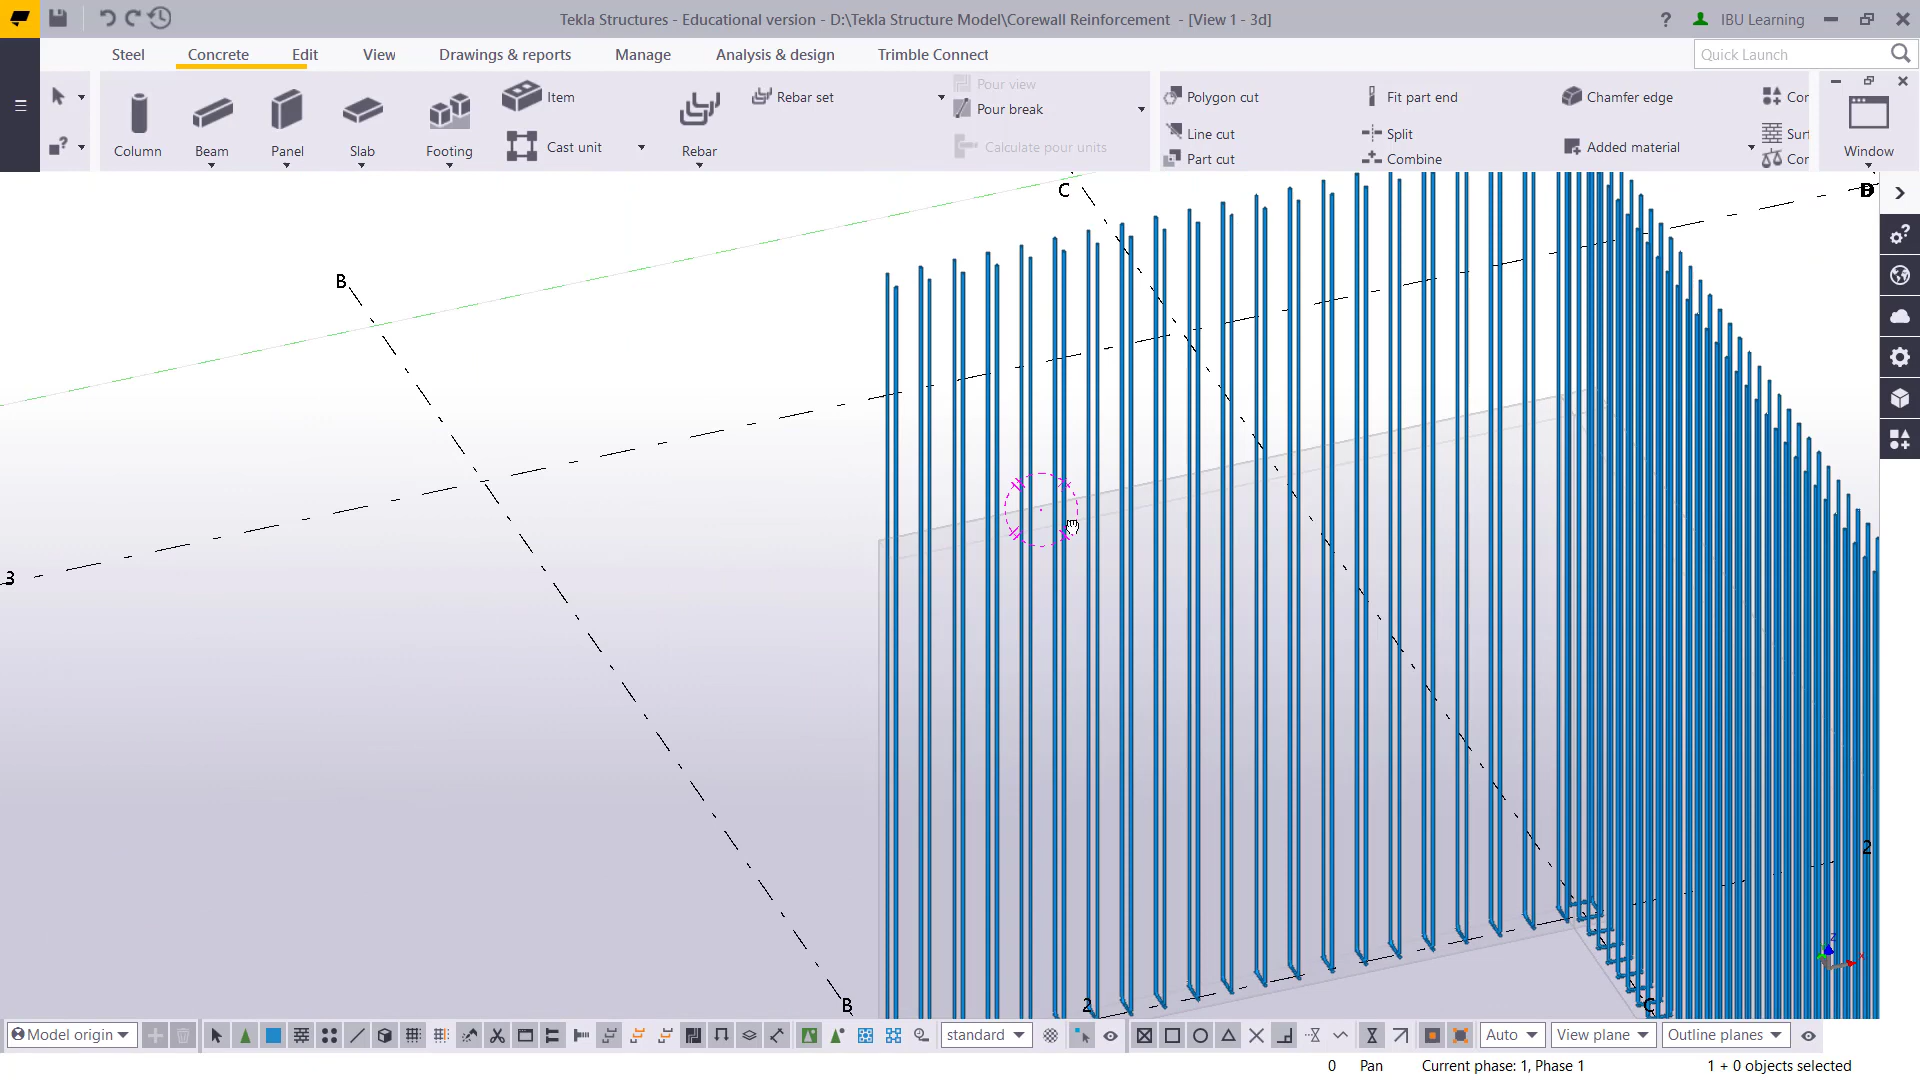 Tekla Structures - Educational version - D:\Tekla Structure Model\Corewall Reinforcement - [View 1 - 3d]
? IBU Learning
Steel Concrete Edit View Drawings & reports Manage Analysis & design Trimble Connect
Quick Launch
Column Beam Panel Slab Footing
Item
Cast unit
Rebar
Rebar set
Pour view
Pour break
Calculate pour units
Polygon cut
Line cut
Part cut
Fit part end
Split
Combine
Chamfer edge
Added material
Cor
Surf
Cor
Window
C
D
B
3
2
B
2
C
z
x
Model origin
standard
Auto
View plane
Outline planes
0 Pan Current phase: 1, Phase 1 1 + 0 objects selected